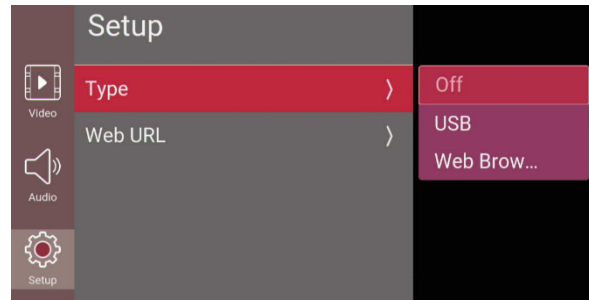 Setup
Video
Audio
Setup
Type
Web URL
Off
USB
Web Brow...